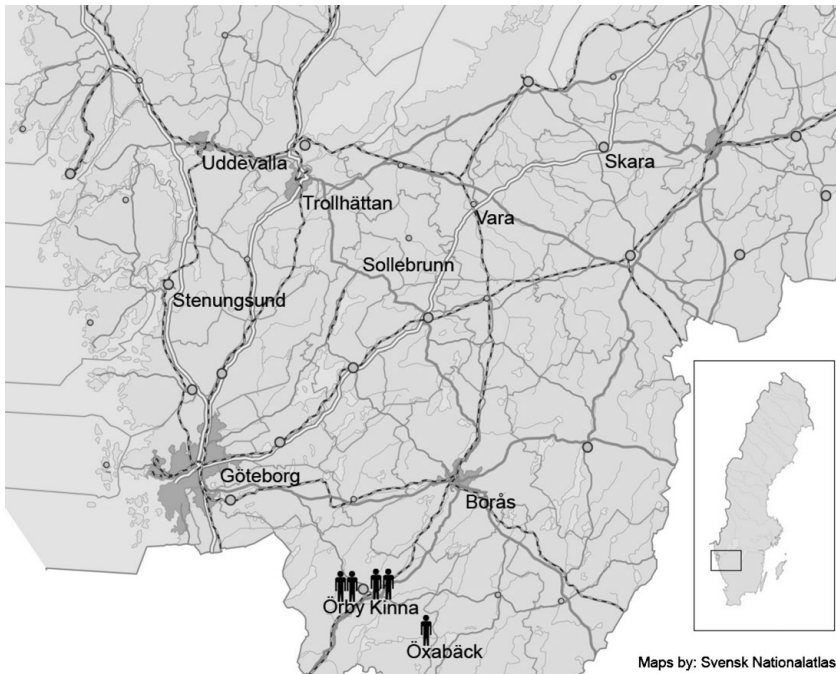 Uddevalla
Skara
Trollhättan
Vara
Sollebrunn
Stenungsund
Göteborg
Borås
Örby Kinna
Öxabäck
Maps by: Svensk Nationalatlas